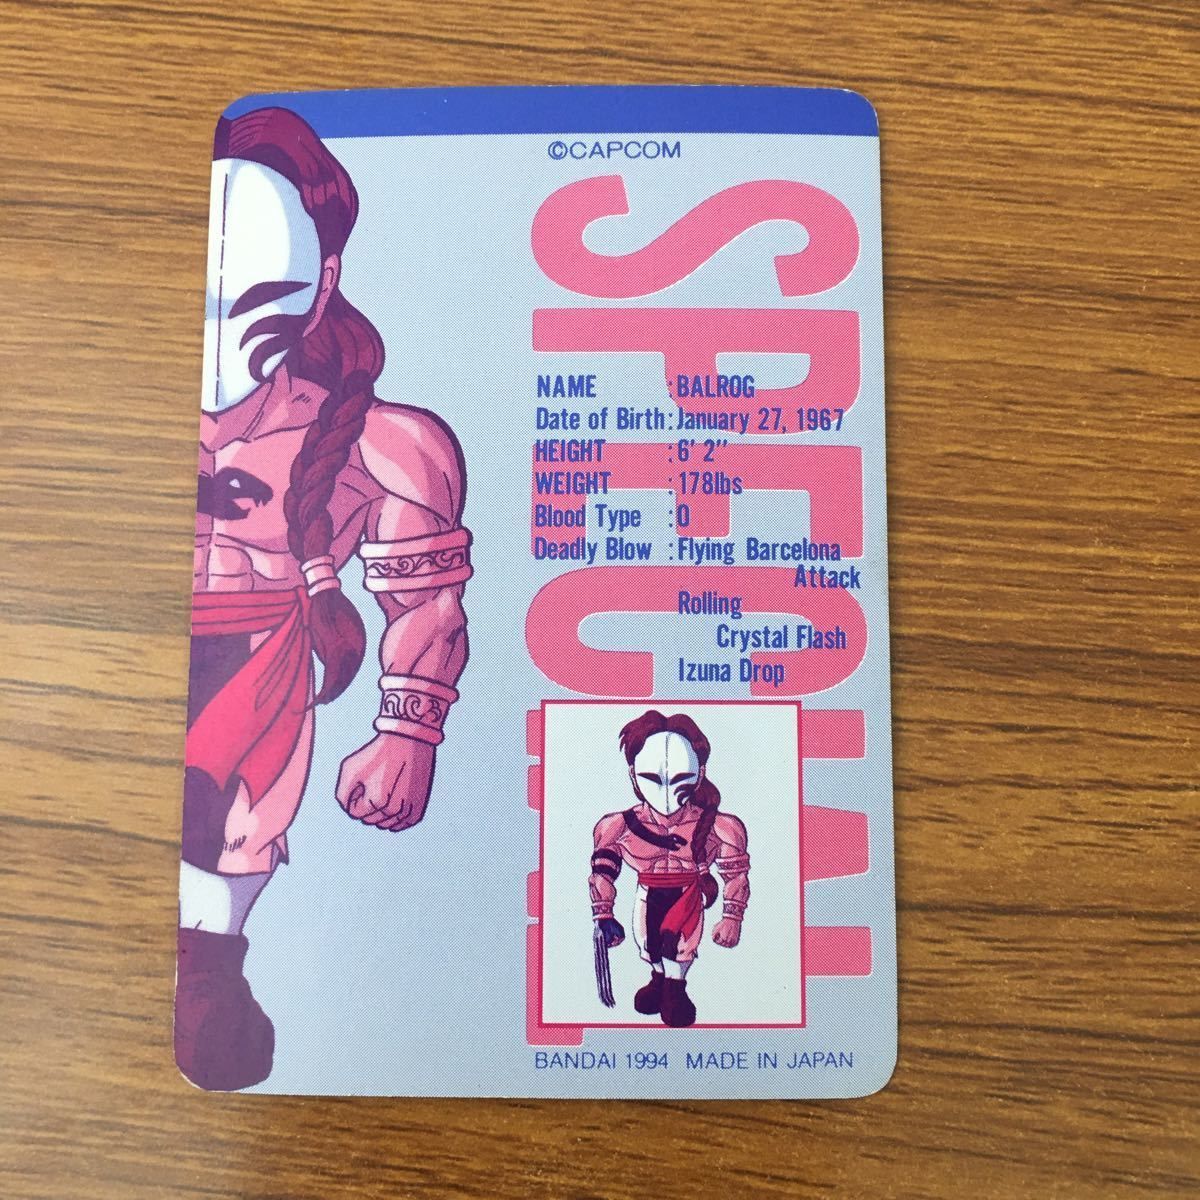 ©CAPCOM
SPECIAL
NAME :BALROG
Date of Birth:January 27, 1967
HEIGHT :6' 2"
WEIGHT :178lbs
Blood Type :O
Deadly Blow :Flying Barcelona
Attack
Rolling
Crystal Flash
Izuna Drop
BANDAI 1994 MADE IN JAPAN